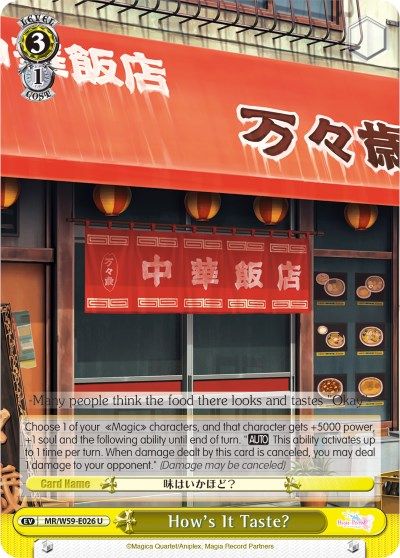 LEVEL
3
1
COST
中華飯店
万々歳
万々歳
中華飯店
-Many people think the food there looks and tastes "Okay"-
Choose 1 of your «Magic» characters, and that character gets +5000 power,
+1 soul and the following ability until end of turn. "AUTO This ability activates up
to 1 time per turn. When damage dealt by this card is canceled, you may deal
1 damage to your opponent." (Damage may be canceled)
Card Name
味はいかほど?
EV
MR/W59-E026 U
How's It Taste?
©Magica Quartet/Aniplex, Magia Record Partners